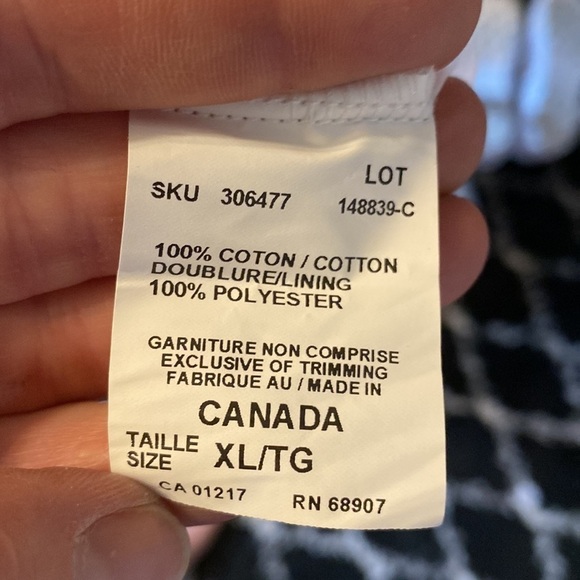 LOT
SKU 306477 148839-C
100% COTON / COTTON
DOUBLURE/LINING
100% POLYESTER
GARNITURE NON COMPRISE
EXCLUSIVE OF TRIMMING
FABRIQUE AU / MADE IN
CANADA
TAILLE
SIZE XL/TG
CA 01217 RN 68907